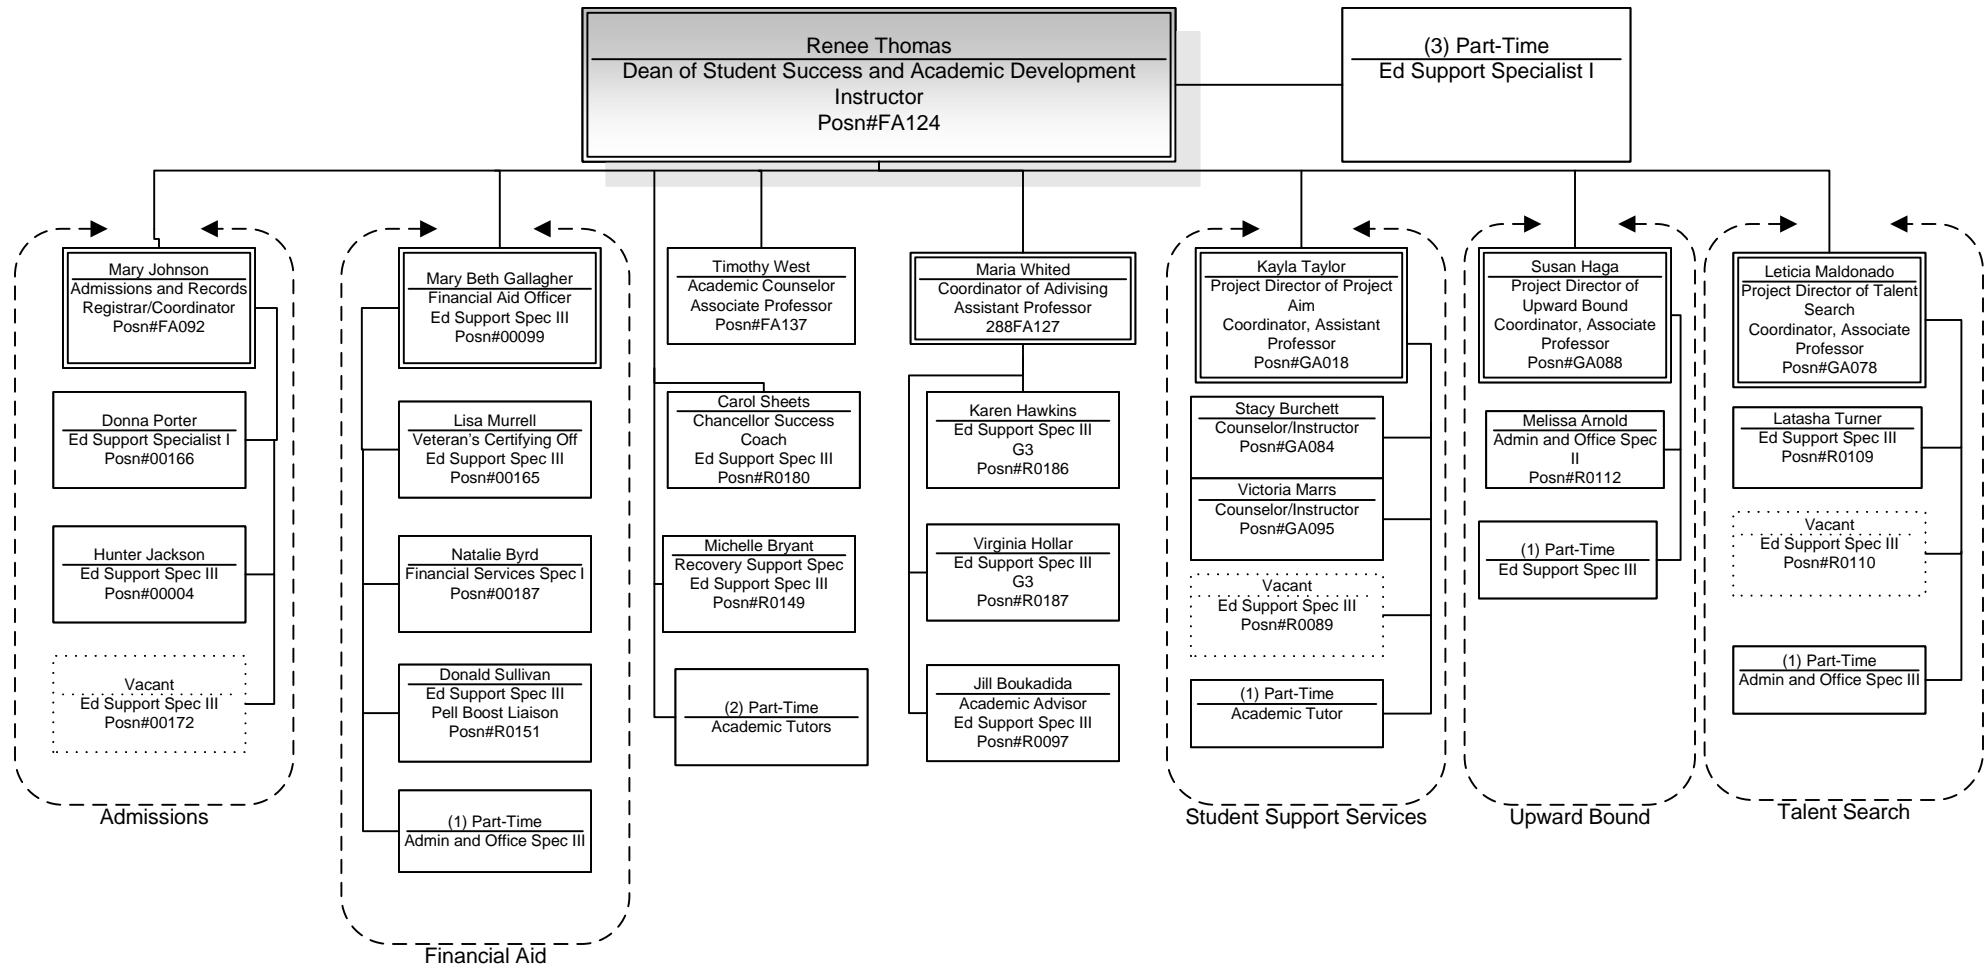 Renee Thomas
Dean of Student Success and Academic Development
Instructor
Posn#FA124
(3) Part-Time
Ed Support Specialist I
Mary Johnson
Admissions and Records
Registrar/Coordinator
Posn#FA092
Donna Porter
Ed Support Specialist I
Posn#00166
Hunter Jackson
Ed Support Spec III
Posn#00004
Vacant
Ed Support Spec III
Posn#00172
Admissions
Mary Beth Gallagher
Financial Aid Officer
Ed Support Spec III
Posn#00099
Lisa Murrell
Veteran's Certifying Off
Ed Support Spec III
Posn#00165
Natalie Byrd
Financial Services Spec I
Posn#00187
Donald Sullivan
Ed Support Spec III
Pell Boost Liaison
Posn#R0151
(1) Part-Time
Admin and Office Spec III
Financial Aid
Timothy West
Academic Counselor
Associate Professor
Posn#FA137
Carol Sheets
Chancellor Success
Coach
Ed Support Spec III
Posn#R0180
Michelle Bryant
Recovery Support Spec
Ed Support Spec III
Posn#R0149
(2) Part-Time
Academic Tutors
Maria Whited
Coordinator of Adivising
Assistant Professor
288FA127
Karen Hawkins
Ed Support Spec III
G3
Posn#R0186
Virginia Hollar
Ed Support Spec III
G3
Posn#R0187
Jill Boukadida
Academic Advisor
Ed Support Spec III
Posn#R0097
Kayla Taylor
Project Director of Project
Aim
Coordinator, Assistant
Professor
Posn#GA018
Stacy Burchett
Counselor/Instructor
Posn#GA084
Victoria Marrs
Counselor/Instructor
Posn#GA095
Vacant
Ed Support Spec III
Posn#R0089
(1) Part-Time
Academic Tutor
Student Support Services
Susan Haga
Project Director of
Upward Bound
Coordinator, Associate
Professor
Posn#GA088
Melissa Arnold
Admin and Office Spec
II
Posn#R0112
(1) Part-Time
Ed Support Spec III
Upward Bound
Leticia Maldonado
Project Director of Talent
Search
Coordinator, Associate
Professor
Posn#GA078
Latasha Turner
Ed Support Spec III
Posn#R0109
Vacant
Ed Support Spec III
Posn#R0110
(1) Part-Time
Admin and Office Spec III
Talent Search